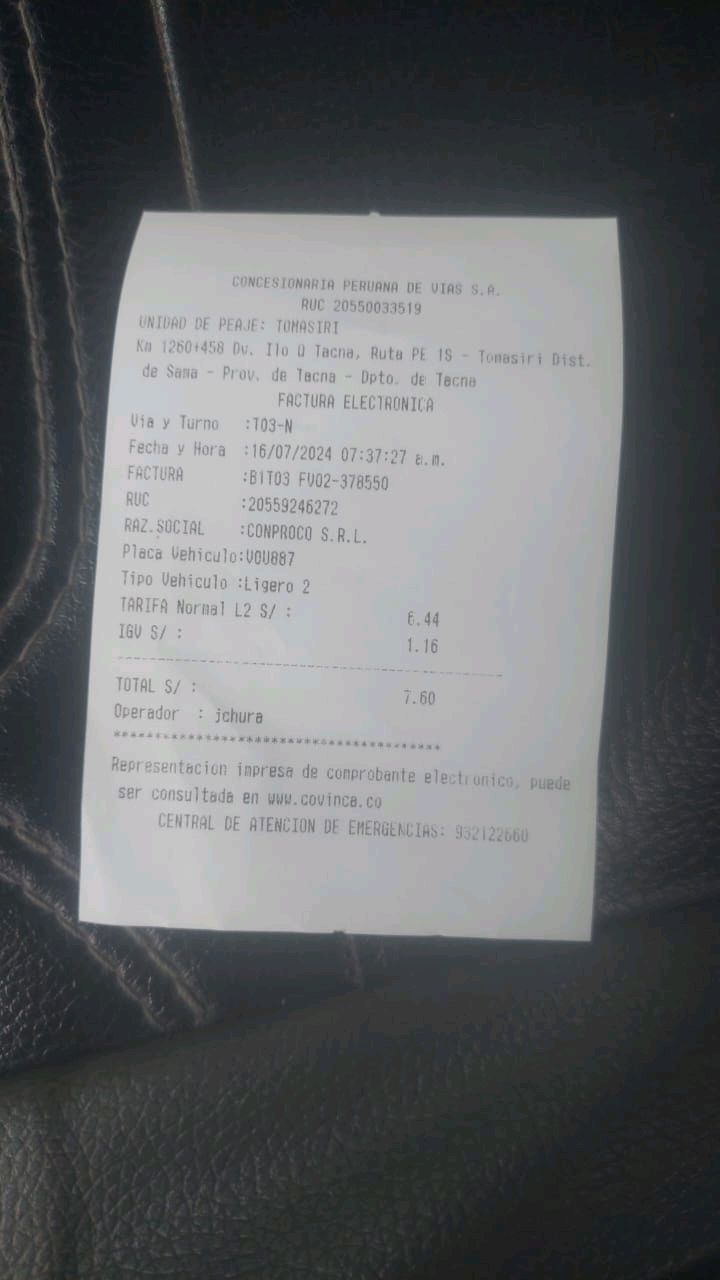 CONCESIONARIA PERUANA DE VIAS S.A.
RUC 20550033519
UNIDAD DE PEAJE: TOMASIRI
Km 1260+458 Dv. Ilo Q Tacna, Ruta PE 1S - Tomasiri Dist.
de Sama - Prov. de Tacna - Dpto. de Tacna
FACTURA ELECTRONICA
Via y Turno :T03-N
Fecha y Hora :16/07/2024 07:37:27 a.m.
FACTURA :B1T03 FV02-378550
RUC :20559246272
RAZ.SOCIAL :CONPROCO S.R.L.
Placa Vehiculo:VOU887
Tipo Vehiculo :Ligero 2
TARIFA Normal L2 S/ : 6.44
IGV S/ : 1.16
TOTAL S/ : 7.60
Operador : jchura
Representacion impresa de comprobante electronico, puede
ser consultada en www.covinca.co
CENTRAL DE ATENCION DE EMERGENCIAS: 932122660